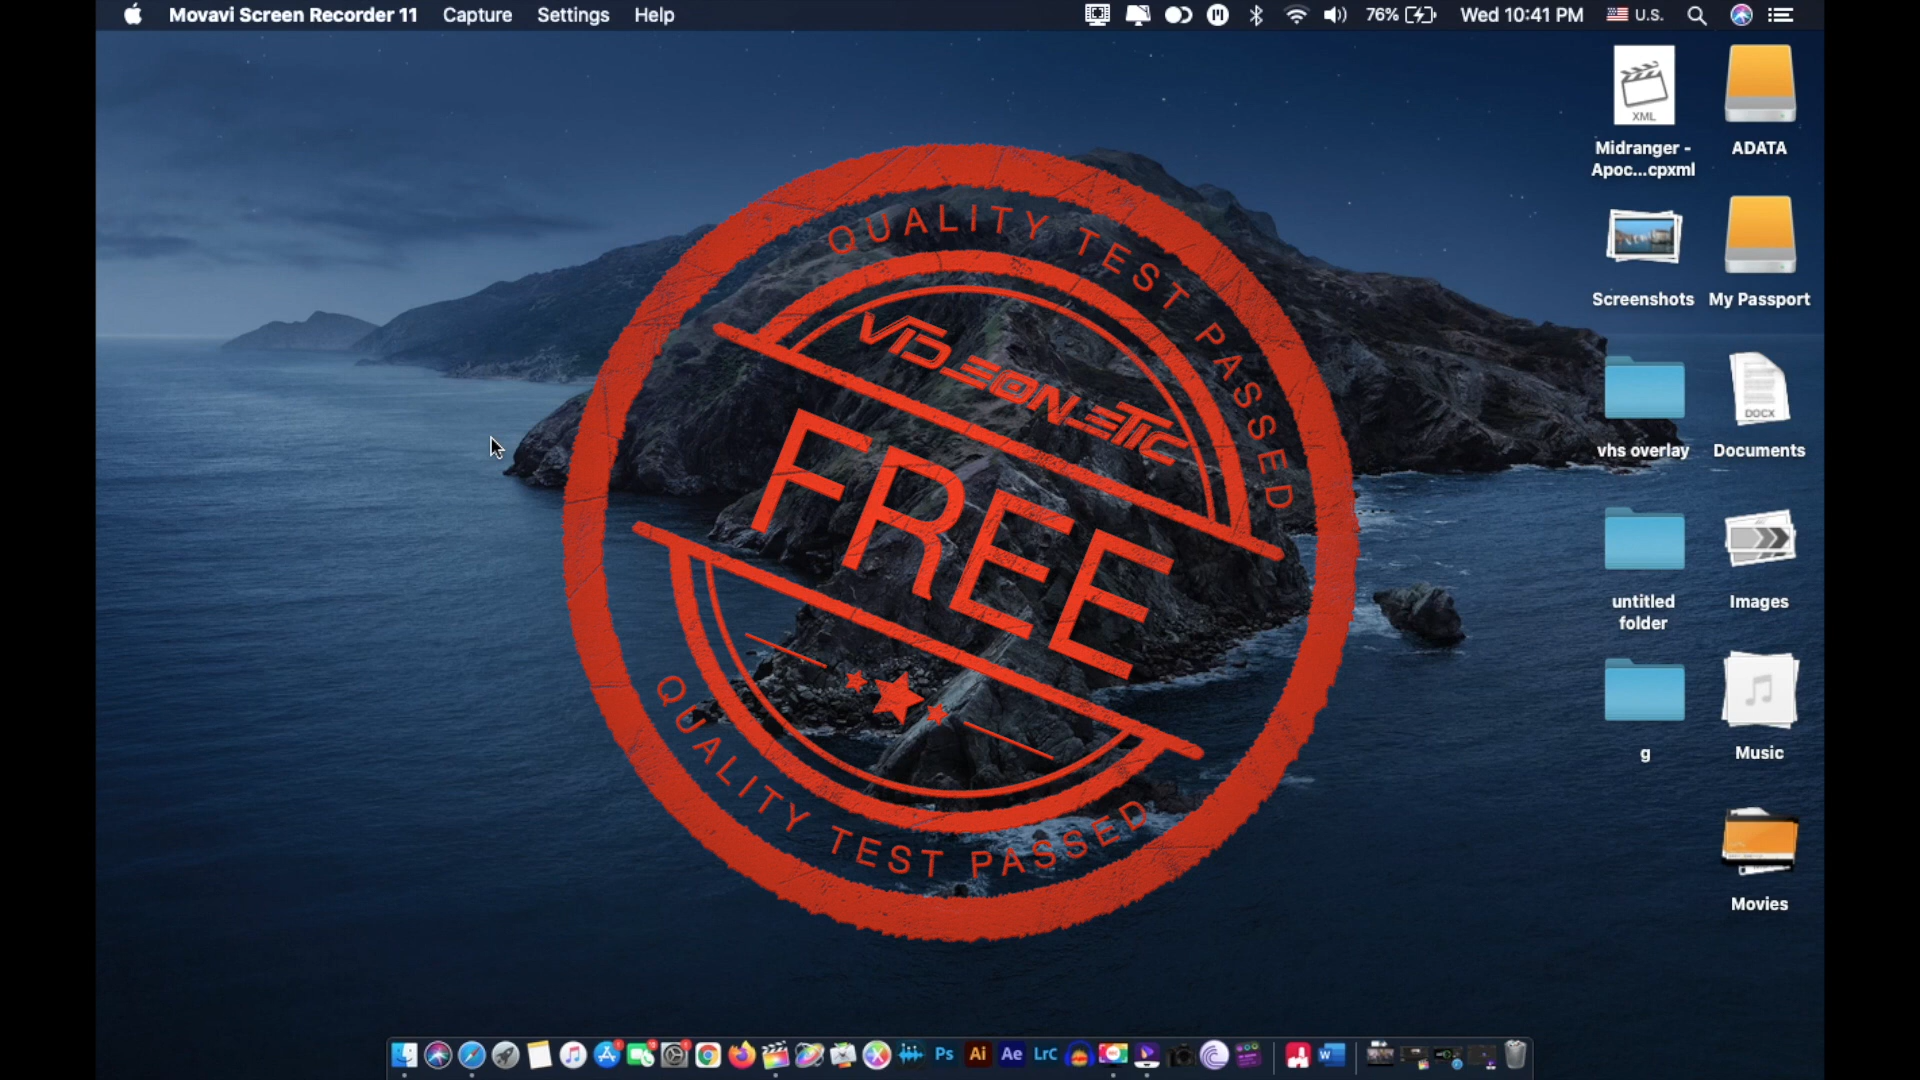 Movavi Screen Recorder 11 Capture Settings Help 76% Wed 10:41 PM U.S.
XML
Midranger -
Apoc...cpxml
ADATA
Screenshots
My Passport
DOCX
vhs overlay
Documents
untitled
folder
Images
g
Music
Movies
QUALITY TEST PASSED
VIDEONETIC
FREE
QUALITY TEST PASSED
Ps Ai Ae LrC W